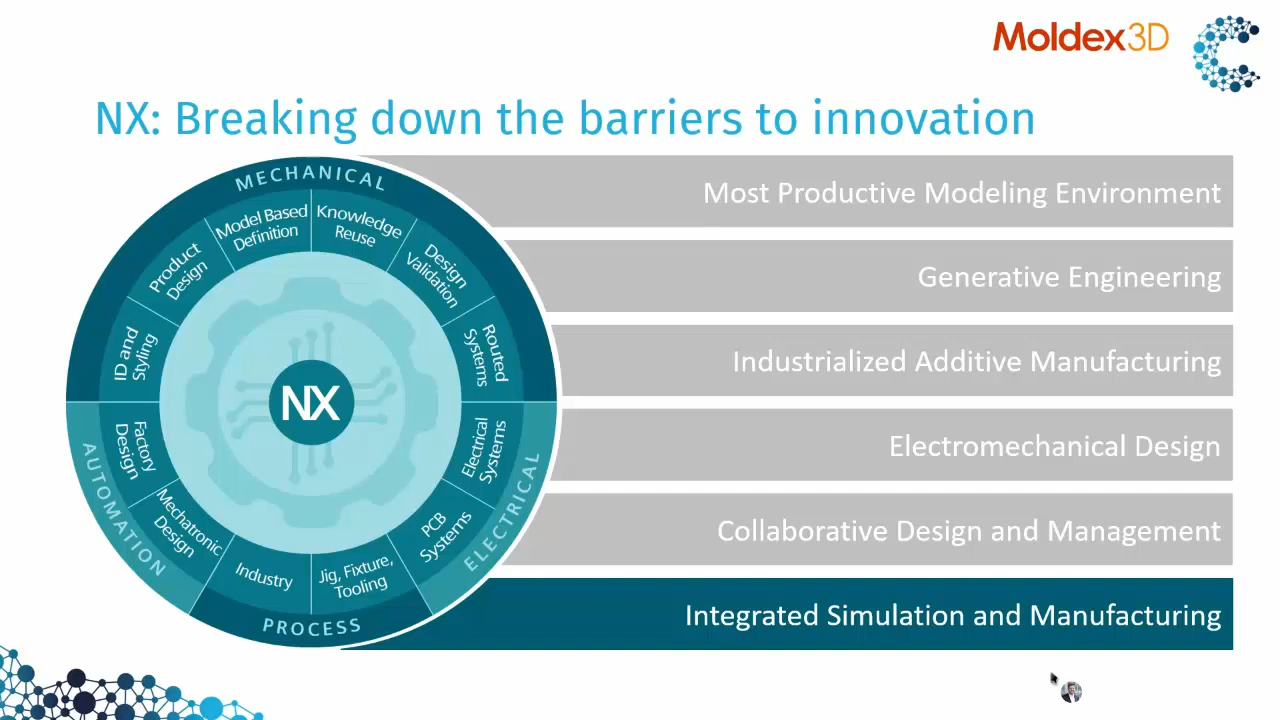 Moldex3D
NX: Breaking down the barriers to innovation
MECHANICAL
Model Based
Definition
Knowledge
Reuse
Product
Design
Design
Validation
ID and
Styling
Routed
Systems
NX
Factory
Design
Electrical
Systems
Mechatronic
Design
PCB
Systems
Industry
Jig, Fixture,
Tooling
AUTOMATION
ELECTRICAL
PROCESS
Most Productive Modeling Environment
Generative Engineering
Industrialized Additive Manufacturing
Electromechanical Design
Collaborative Design and Management
Integrated Simulation and Manufacturing